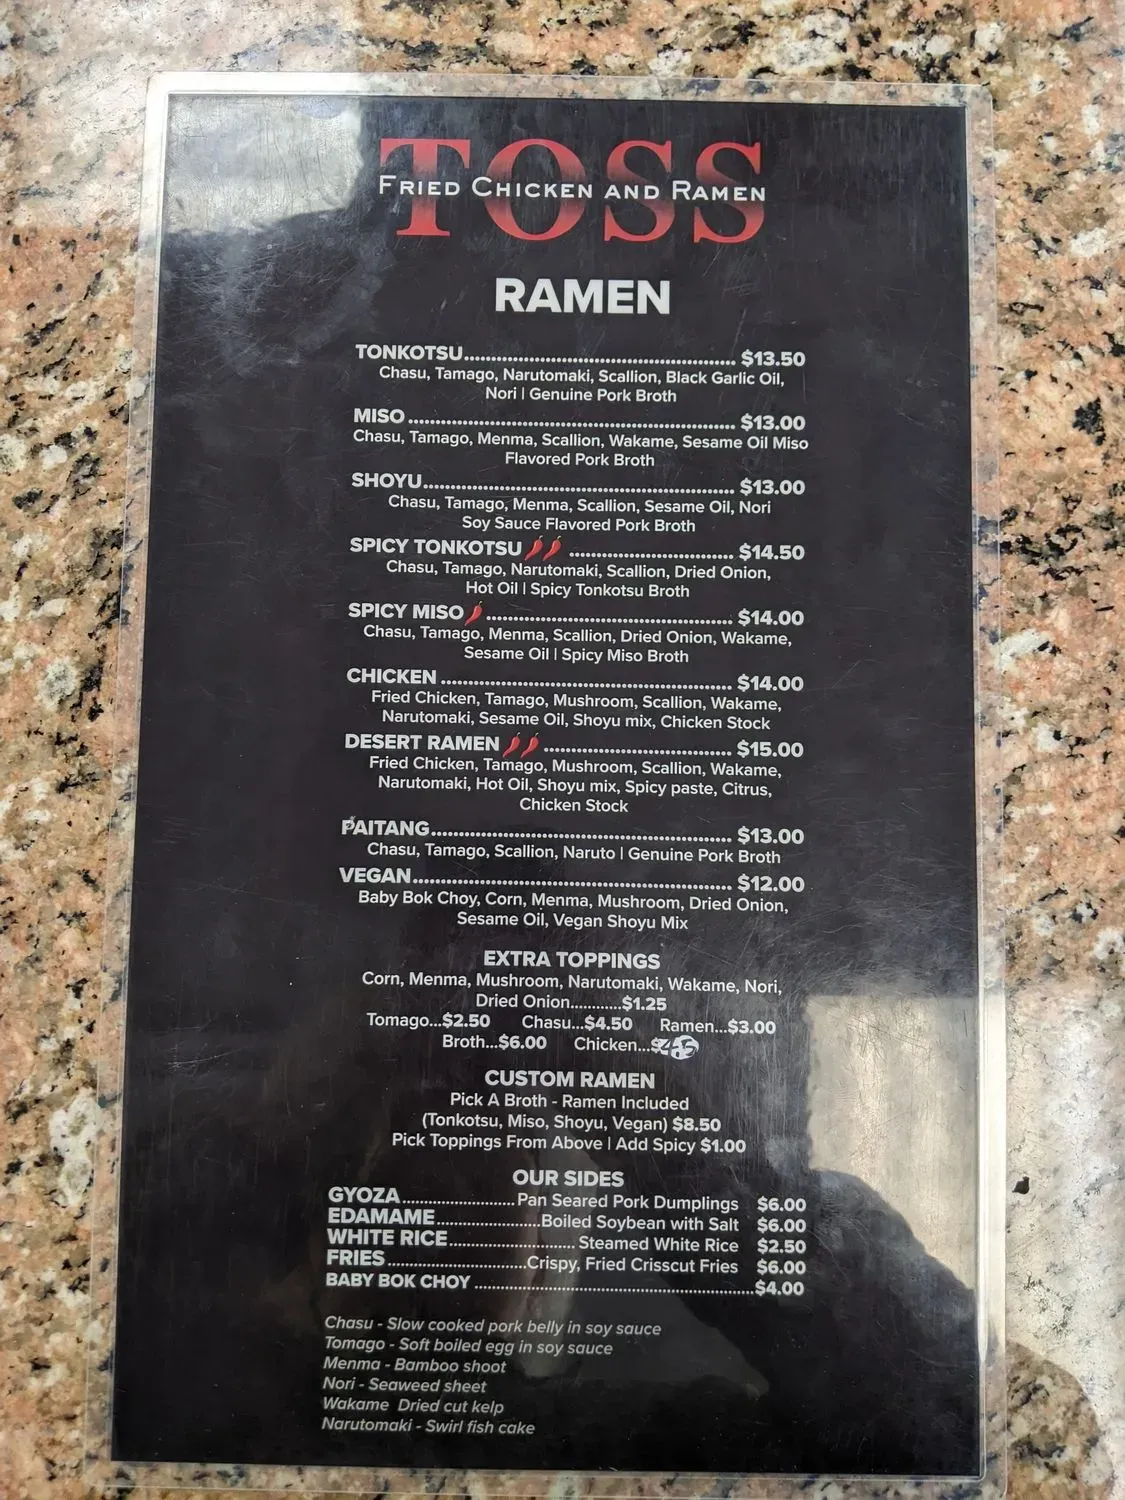 TOSS
FRIED CHICKEN AND RAMEN
RAMEN
TONKOTSU........ $13.50
Chasu, Tamago, Narutomaki, Scallion, Black Garlic Oil,
Nori | Genuine Pork Broth
MISO ........ $13.00
Chasu, Tamago, Menma, Scallion, Wakame, Sesame Oil Miso
Flavored Pork Broth
SHOYU........ $13.00
Chasu, Tamago, Menma, Scallion, Sesame Oil, Nori
Soy Sauce Flavored Pork Broth
SPICY TONKOTSU ........ $14.50
Chasu, Tamago, Narutomaki, Scallion, Dried Onion,
Hot Oil | Spicy Tonkotsu Broth
SPICY MISO ........ $14.00
Chasu, Tamago, Menma, Scallion, Dried Onion, Wakame,
Sesame Oil | Spicy Miso Broth
CHICKEN ........ $14.00
Fried Chicken, Tamago, Mushroom, Scallion, Wakame,
Narutomaki, Sesame Oil, Shoyu mix, Chicken Stock
DESERT RAMEN ........ $15.00
Fried Chicken, Tamago, Mushroom, Scallion, Wakame,
Narutomaki, Hot Oil, Shoyu mix, Spicy paste, Citrus,
Chicken Stock
PAITANG........ $13.00
Chasu, Tamago, Scallion, Naruto | Genuine Pork Broth
VEGAN........ $12.00
Baby Bok Choy, Corn, Menma, Mushroom, Dried Onion,
Sesame Oil, Vegan Shoyu Mix
EXTRA TOPPINGS
Corn, Menma, Mushroom, Narutomaki, Wakame, Nori,
Dried Onion............$1.25
Tomago...$2.50 Chasu...$4.50 Ramen...$3.00
Broth...$6.00 Chicken...$
CUSTOM RAMEN
Pick A Broth - Ramen Included
(Tonkotsu, Miso, Shoyu, Vegan) $8.50
Pick Toppings From Above | Add Spicy $1.00
OUR SIDES
GYOZA........Pan Seared Pork Dumplings $6.00
EDAMAME........Boiled Soybean with Salt $6.00
WHITE RICE........ Steamed White Rice $2.50
FRIES........Crispy, Fried Crisscut Fries $6.00
BABY BOK CHOY ........$4.00
Chasu - Slow cooked pork belly in soy sauce
Tomago - Soft boiled egg in soy sauce
Menma - Bamboo shoot
Nori - Seaweed sheet
Wakame Dried cut kelp
Narutomaki - Swirl fish cake